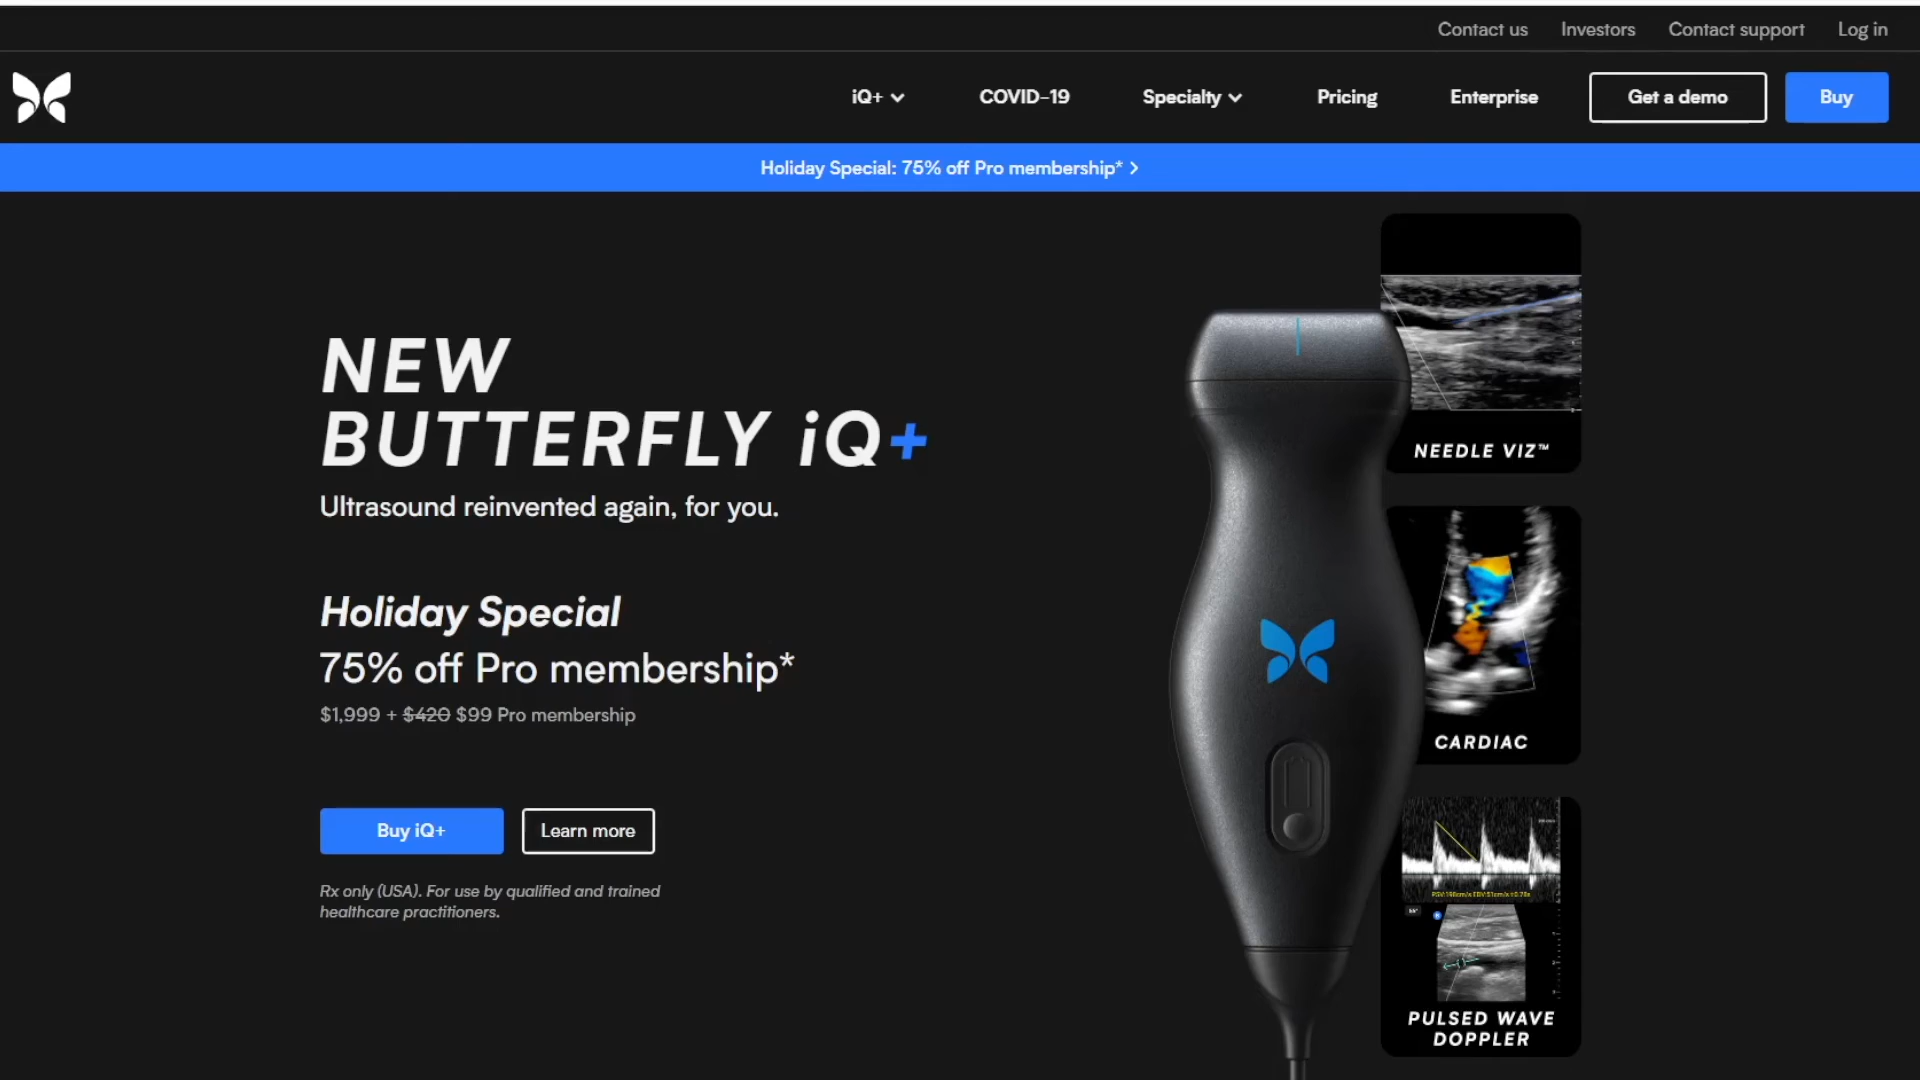 Contact us Investors Contact support Log in
iQ+ COVID-19 Specialty Pricing Enterprise Get a demo Buy
Holiday Special: 75% off Pro membership* >
NEW
BUTTERFLY iQ+
Ultrasound reinvented again, for you.
Holiday Special
75% off Pro membership*
$1,999 + $420 $99 Pro membership
Buy iQ+ Learn more
Rx only (USA). For use by qualified and trained
healthcare practitioners.
NEEDLE VIZ™
CARDIAC
PULSED WAVE
DOPPLER